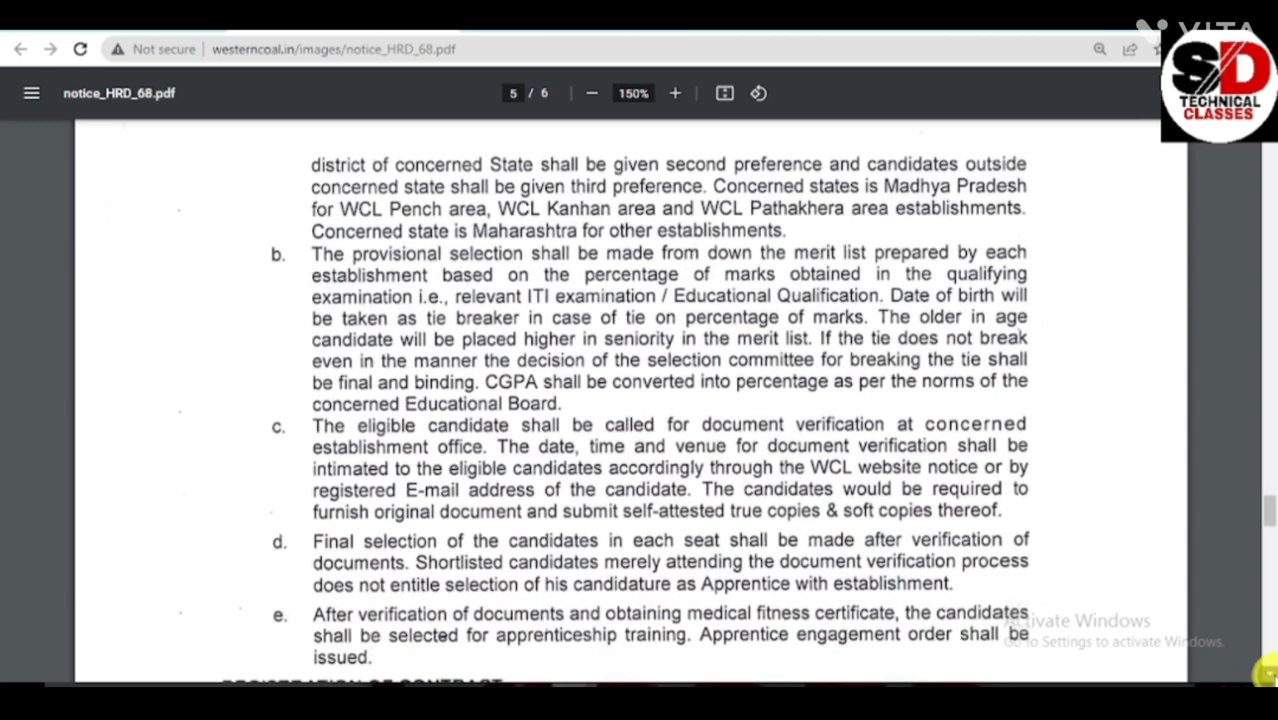 VITA
Not secure westerncoal.in/images/notice_HRD_68.pdf
SD
TECHNICAL
CLASSES
notice_HRD_68.pdf 5 / 6 − 150% +
district of concerned State shall be given second preference and candidates outside
concerned state shall be given third preference. Concerned states is Madhya Pradesh
for WCL Pench area, WCL Kanhan area and WCL Pathakhera area establishments.
Concerned state is Maharashtra for other establishments.
b. The provisional selection shall be made from down the merit list prepared by each
establishment based on the percentage of marks obtained in the qualifying
examination i.e., relevant ITI examination / Educational Qualification. Date of birth will
be taken as tie breaker in case of tie on percentage of marks. The older in age
candidate will be placed higher in seniority in the merit list. If the tie does not break
even in the manner the decision of the selection committee for breaking the tie shall
be final and binding. CGPA shall be converted into percentage as per the norms of the
concerned Educational Board.
c. The eligible candidate shall be called for document verification at concerned
establishment office. The date, time and venue for document verification shall be
intimated to the eligible candidates accordingly through the WCL website notice or by
registered E-mail address of the candidate. The candidates would be required to
furnish original document and submit self-attested true copies & soft copies thereof.
d. Final selection of the candidates in each seat shall be made after verification of
documents. Shortlisted candidates merely attending the document verification process
does not entitle selection of his candidature as Apprentice with establishment.
e. After verification of documents and obtaining medical fitness certificate, the candidates
shall be selected for apprenticeship training. Apprentice engagement order shall be
issued.
Activate Windows
Go to Settings to activate Windows.
REGISTRATION OF CONTRACT